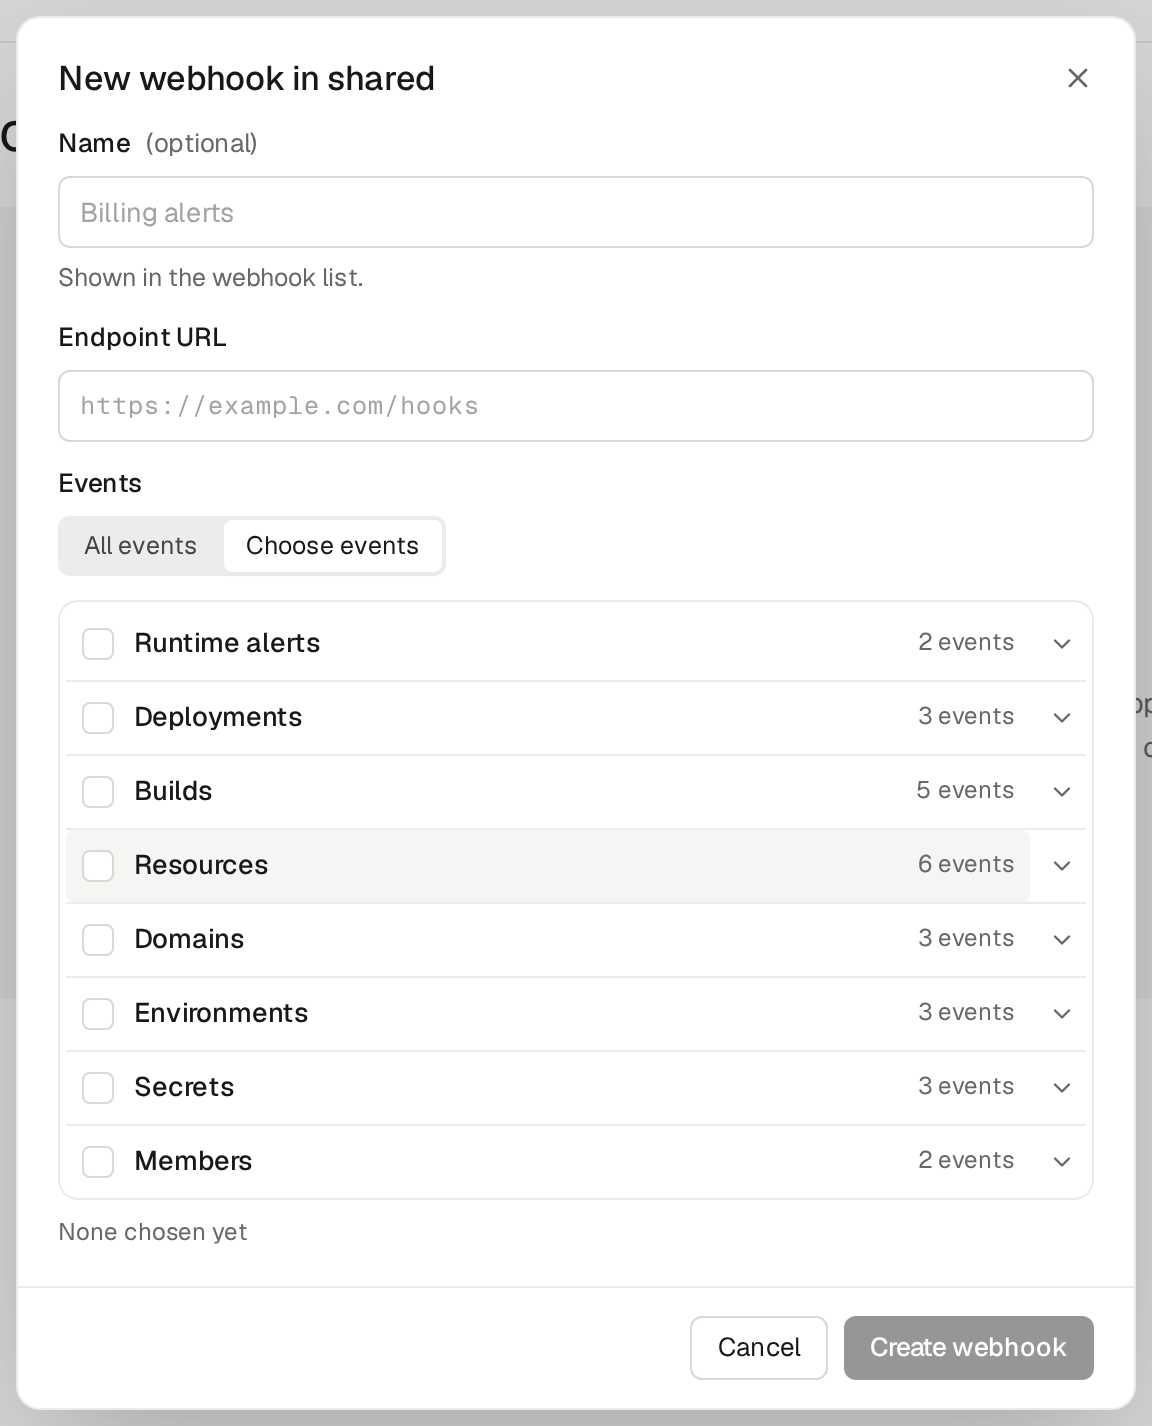 New webhook in shared
Name (optional)
Billing alerts
Shown in the webhook list.
Endpoint URL
https://example.com/hooks
Events
All events Choose events
Runtime alerts 2 events
Deployments 3 events
Builds 5 events
Resources 6 events
Domains 3 events
Environments 3 events
Secrets 3 events
Members 2 events
None chosen yet
Cancel Create webhook